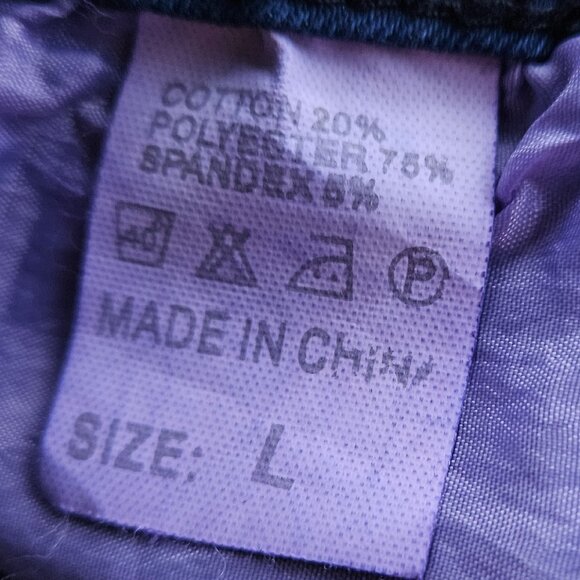 COTTON 20%
POLYESTER 75%
SPANDEX 5%
40 P
MADE IN CHINA
SIZE: L